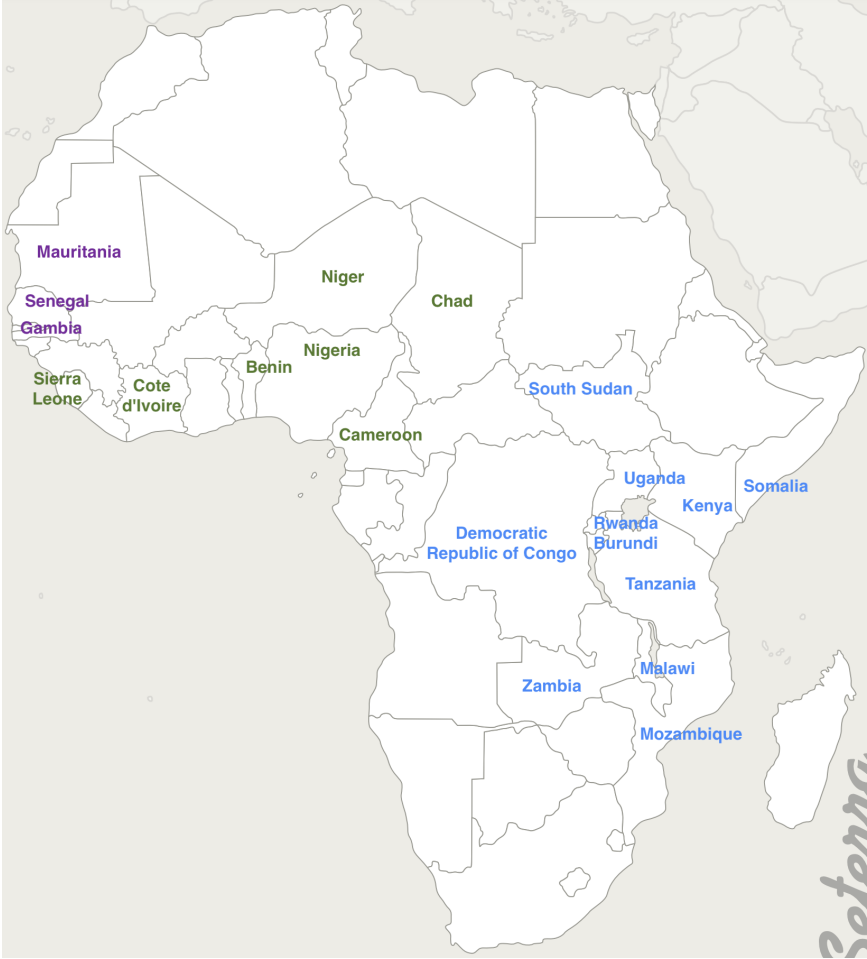 Mauritania
Niger
Senegal
Chad
Gambia
Nigeria
Benin
Sierra
Leone
Cote
d'Ivoire
South Sudan
Cameroon
Uganda
Somalia
Kenya
Rwanda
Democratic
Republic of Congo
Burundi
Tanzania
Malawi
Zambia
Mozambique
Seterra